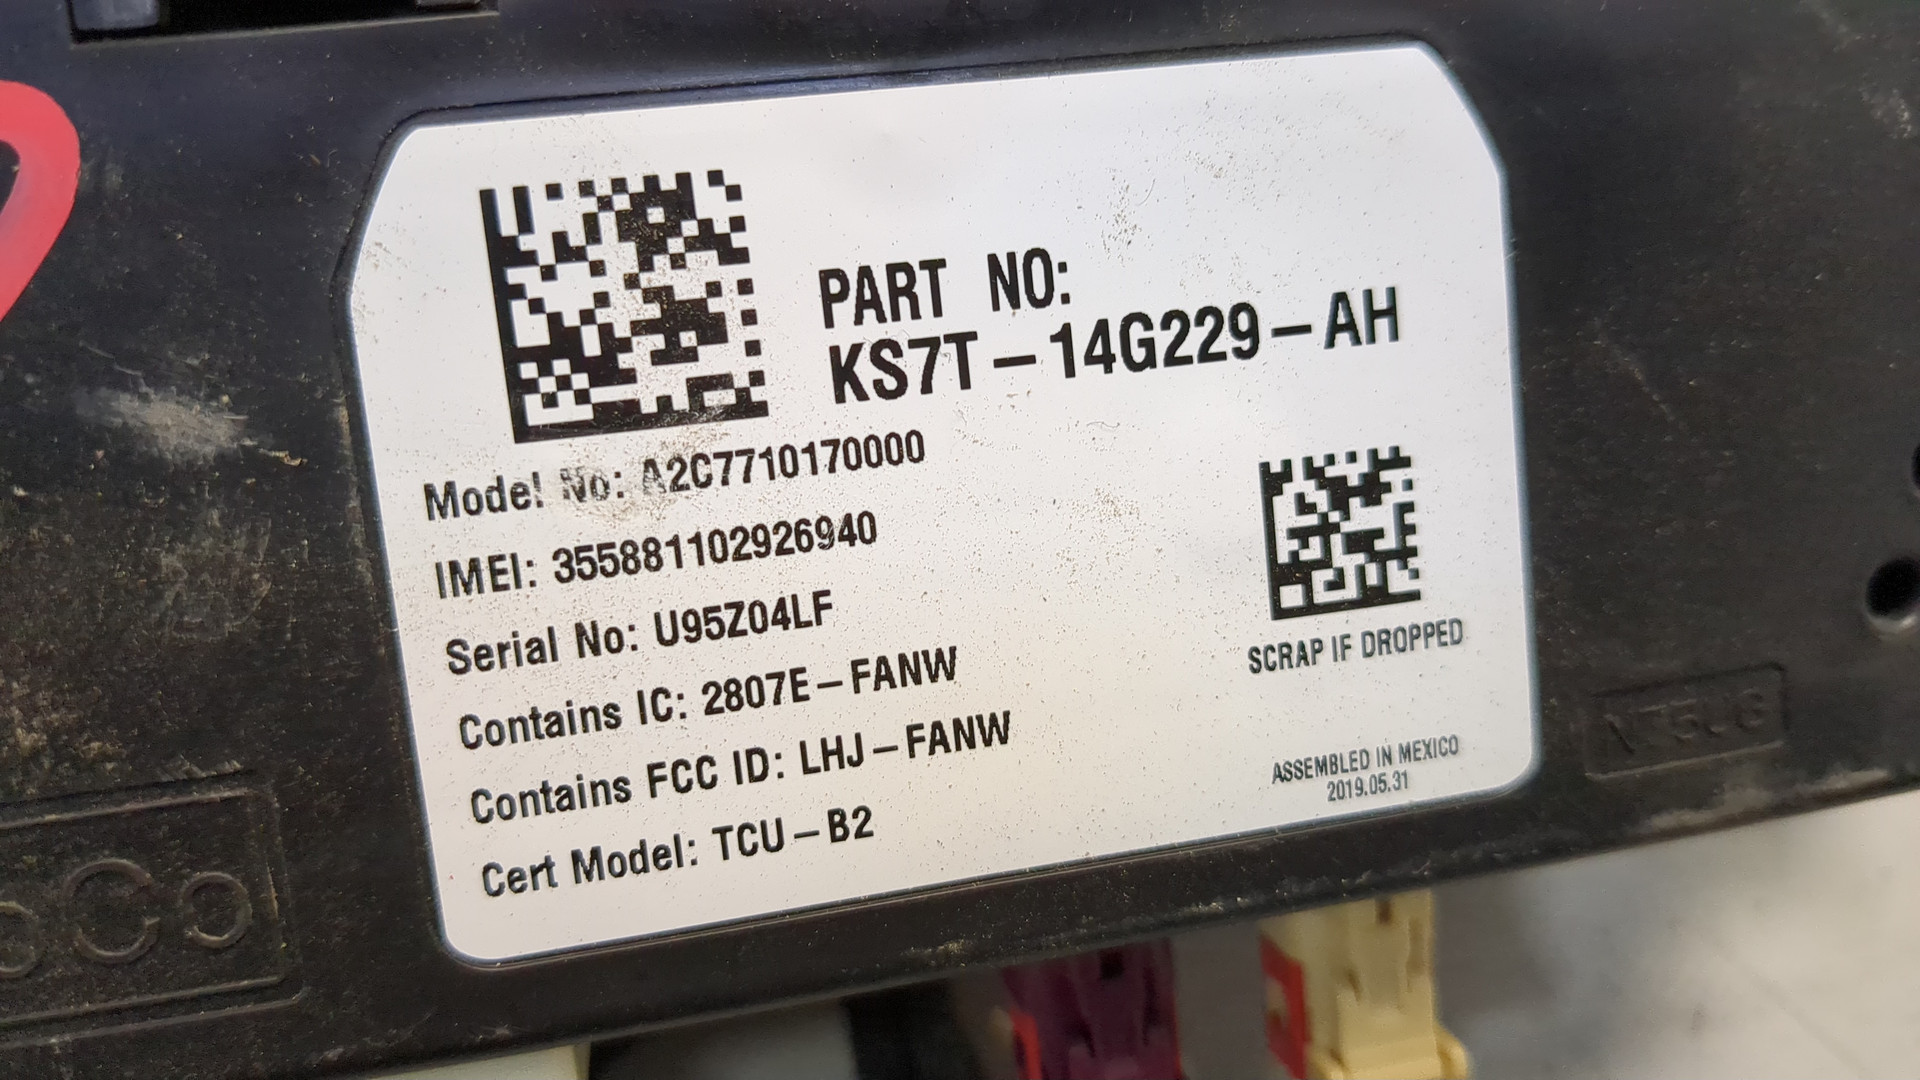 PART NO:
KS7T-14G229-AH
Model No: A2C7710170000
IMEI: 355881102926940
Serial No: U95Z04LF
Contains IC: 2807E-FANW
Contains FCC ID: LHJ-FANW
Cert Model: TCU-B2
SCRAP IF DROPPED
ASSEMBLED IN MEXICO
2019.05.31